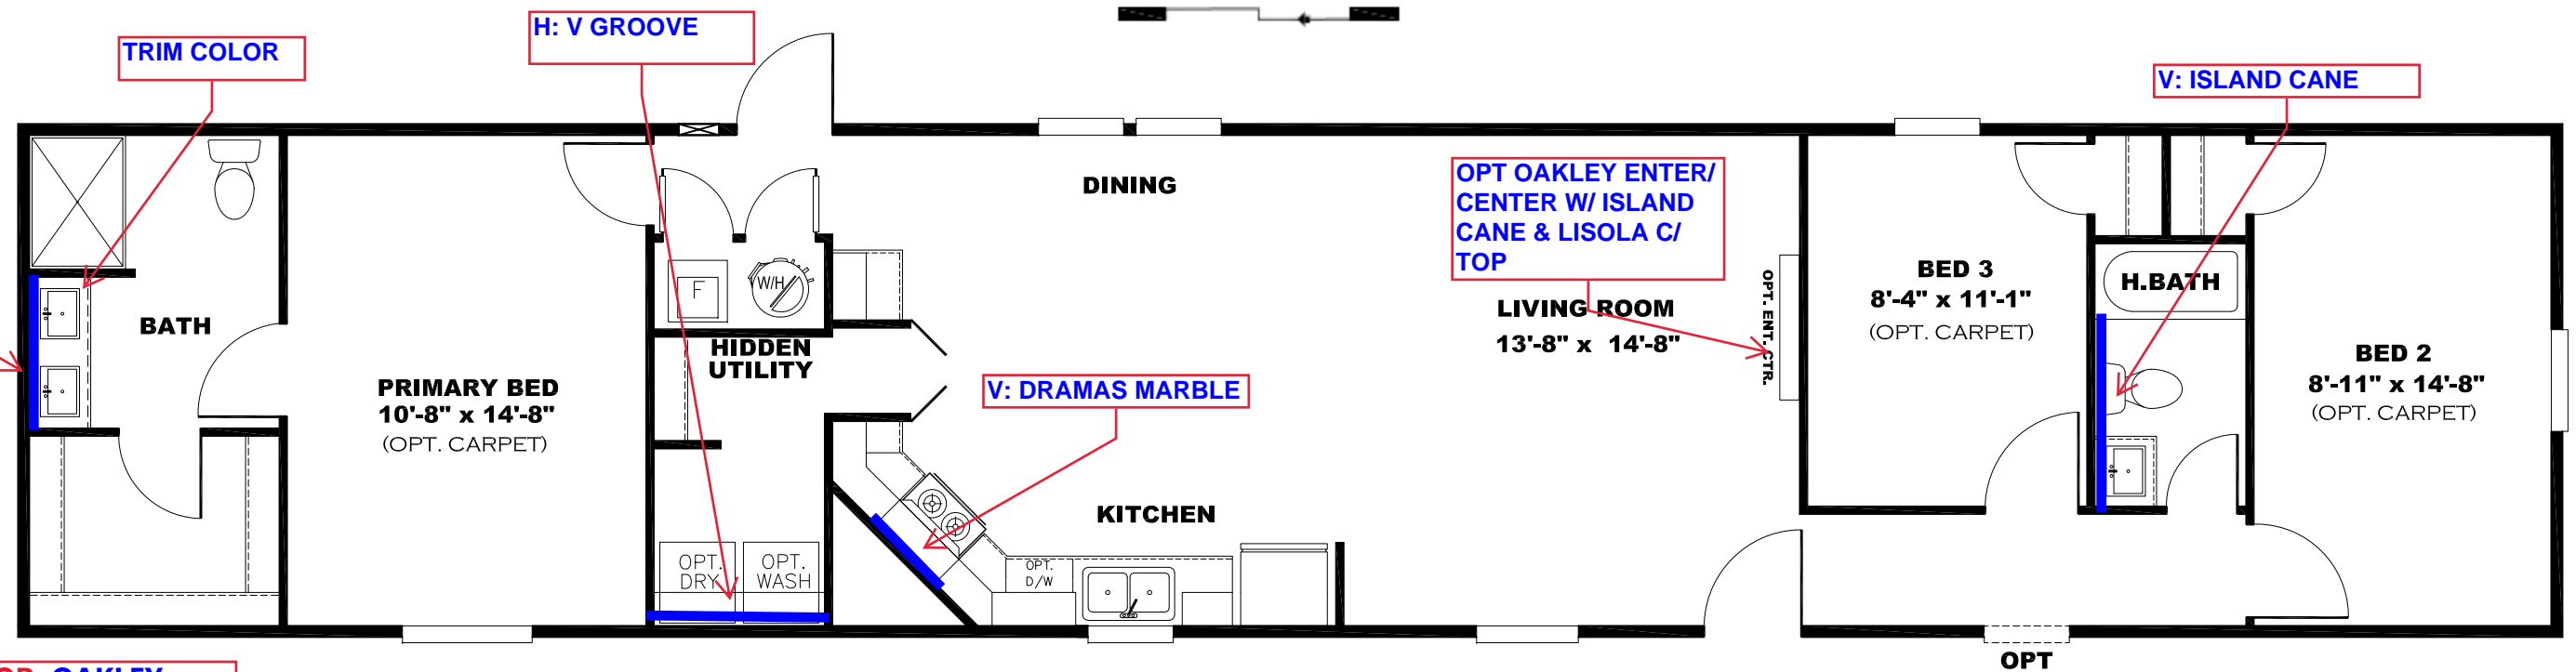 TRIM COLOR
H: V GROOVE
V: ISLAND CANE
OPT OAKLEY ENTER/
CENTER W/ ISLAND
CANE & LISOLA C/
TOP
DINING
LIVING ROOM
13'-8" x 14'-8"
OPT. ENT. CTR.
BED 3
8'-4" x 11'-1"
(OPT. CARPET)
H.BATH
BED 2
8'-11" x 14'-8"
(OPT. CARPET)
BATH
PRIMARY BED
10'-8" x 14'-8"
(OPT. CARPET)
F
W/H
HIDDEN
UTILITY
V: DRAMAS MARBLE
KITCHEN
OPT.
DRY
OPT.
WASH
OPT.
D/W
OPT
OAKLEY